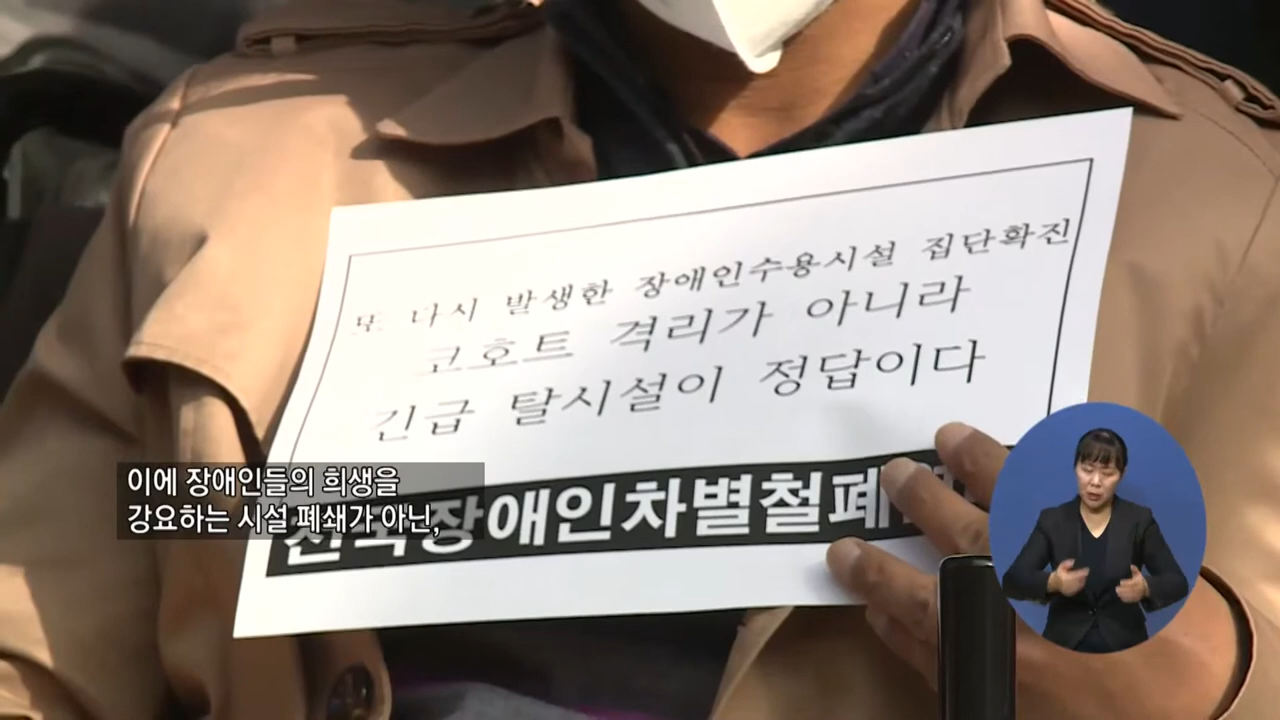 또 다시 발생한 장애인수용시설 집단확진
코호트 격리가 아니라
긴급 탈시설이 정답이다
전국장애인차별철폐
이에 장애인들의 희생을
강요하는 시설 폐쇄가 아닌,